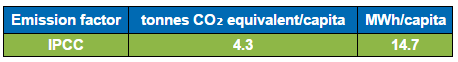 Emission factor tonnes CO₂ equivalent/capita MWh/capita
IPCC 4.3 14.7